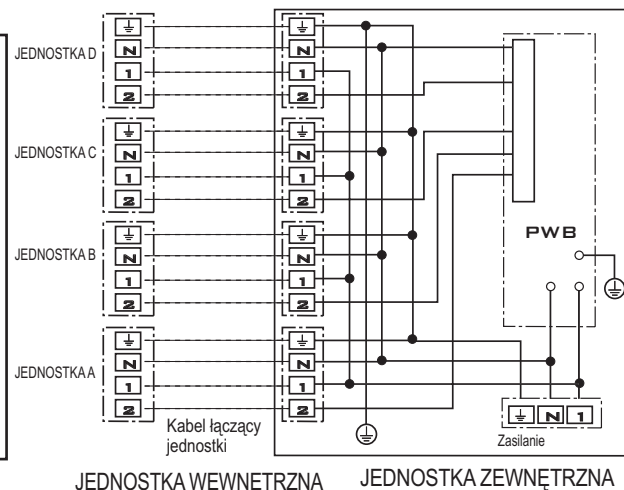 JEDNOSTKA D
N N
1 1
2 2
JEDNOSTKA C
N N
1 1
2 2
PWB
JEDNOSTKA B
N N
1 1
2 2
JEDNOSTKA A
N N
1 1
2 2
N 1
Kabel łączący
jednostki
Zasilanie
JEDNOSTKA WEWNETRZNA
JEDNOSTKA ZEWNĘTRZNA